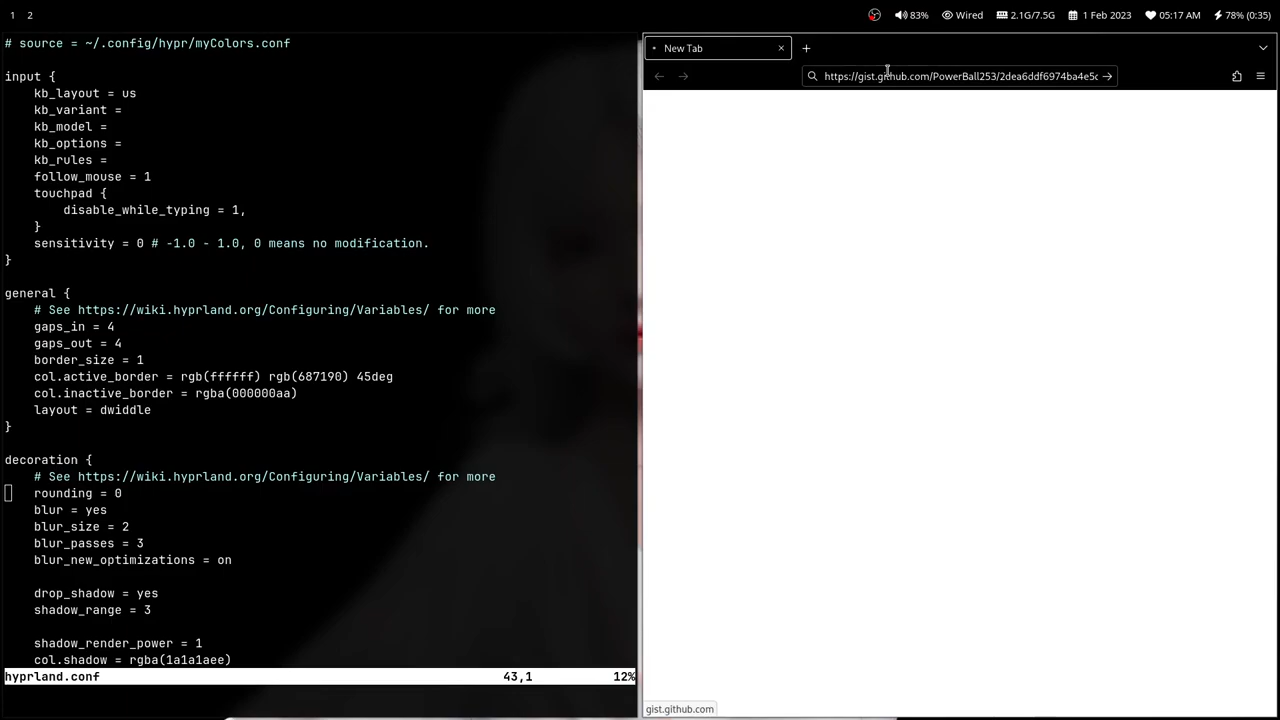 1 2 83% Wired 2.1G/7.5G 1 Feb 2023 05:17 AM 78% (0:35)
# source = ~/.config/hypr/myColors.conf
input {
kb_layout = us
kb_variant =
kb_model =
kb_options =
kb_rules =
follow_mouse = 1
touchpad {
disable_while_typing = 1,
}
sensitivity = 0 # -1.0 - 1.0, 0 means no modification.
}
general {
# See https://wiki.hyprland.org/Configuring/Variables/ for more
gaps_in = 4
gaps_out = 4
border_size = 1
col.active_border = rgb(ffffff) rgb(687190) 45deg
col.inactive_border = rgba(000000aa)
layout = dwiddle
}
decoration {
# See https://wiki.hyprland.org/Configuring/Variables/ for more
rounding = 0
blur = yes
blur_size = 2
blur_passes = 3
blur_new_optimizations = on
drop_shadow = yes
shadow_range = 3
shadow_render_power = 1
col.shadow = rgba(1a1a1aee)
hyprland.conf 43,1 12%
New Tab
https://gist.github.com/PowerBall253/2dea6ddf6974ba4e5c
gist.github.com